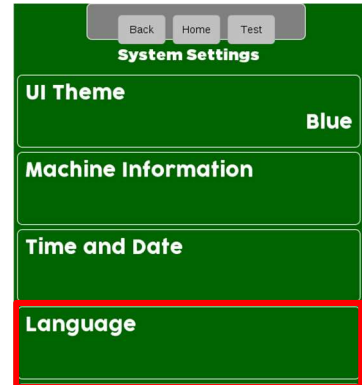 Back Home Test
System Settings
UI Theme
Blue
Machine Information
Time and Date
Language